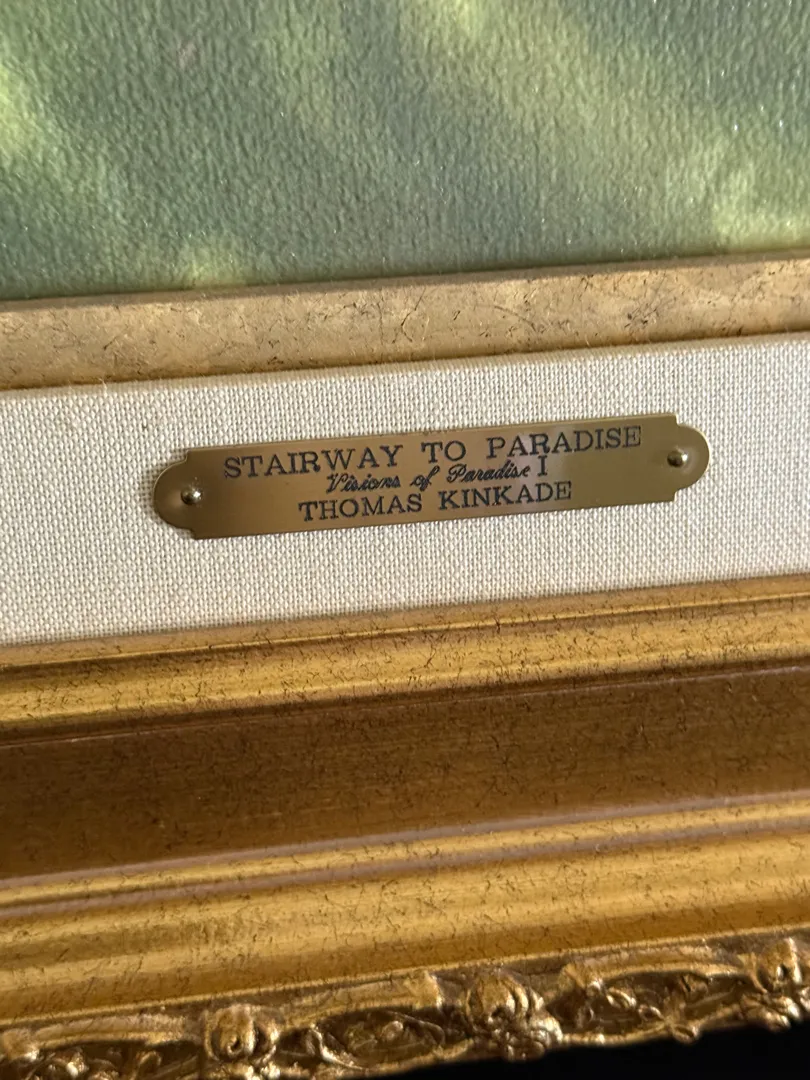 STAIRWAY TO PARADISE
Visions of Paradise I
THOMAS KINKADE